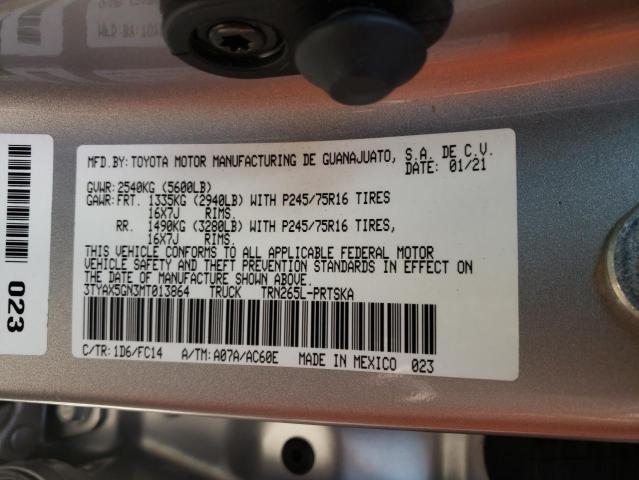 MFD.BY:TOYOTA MOTOR MANUFACTURING DE GUANAJUATO, S.A. DE C.V.
DATE: 01/21
GVWR:2540KG (5600LB)
GAWR:FRT. 1335KG (2940LB) WITH P245/75R16 TIRES
16X7J RIMS,
RR. 1490KG (3280LB) WITH P245/75R16 TIRES,
16X7J RIMS.
THIS VEHICLE CONFORMS TO ALL APPLICABLE FEDERAL MOTOR
VEHICLE SAFETY AND THEFT PREVENTION STANDARDS IN EFFECT ON
THE DATE OF MANUFACTURE SHOWN ABOVE.
3TYAX5GN3MT013864 TRUCK TRN265L-PRTSKA
C/TR:1D6/FC14 A/TM:A07A/AC60E MADE IN MEXICO 023
023